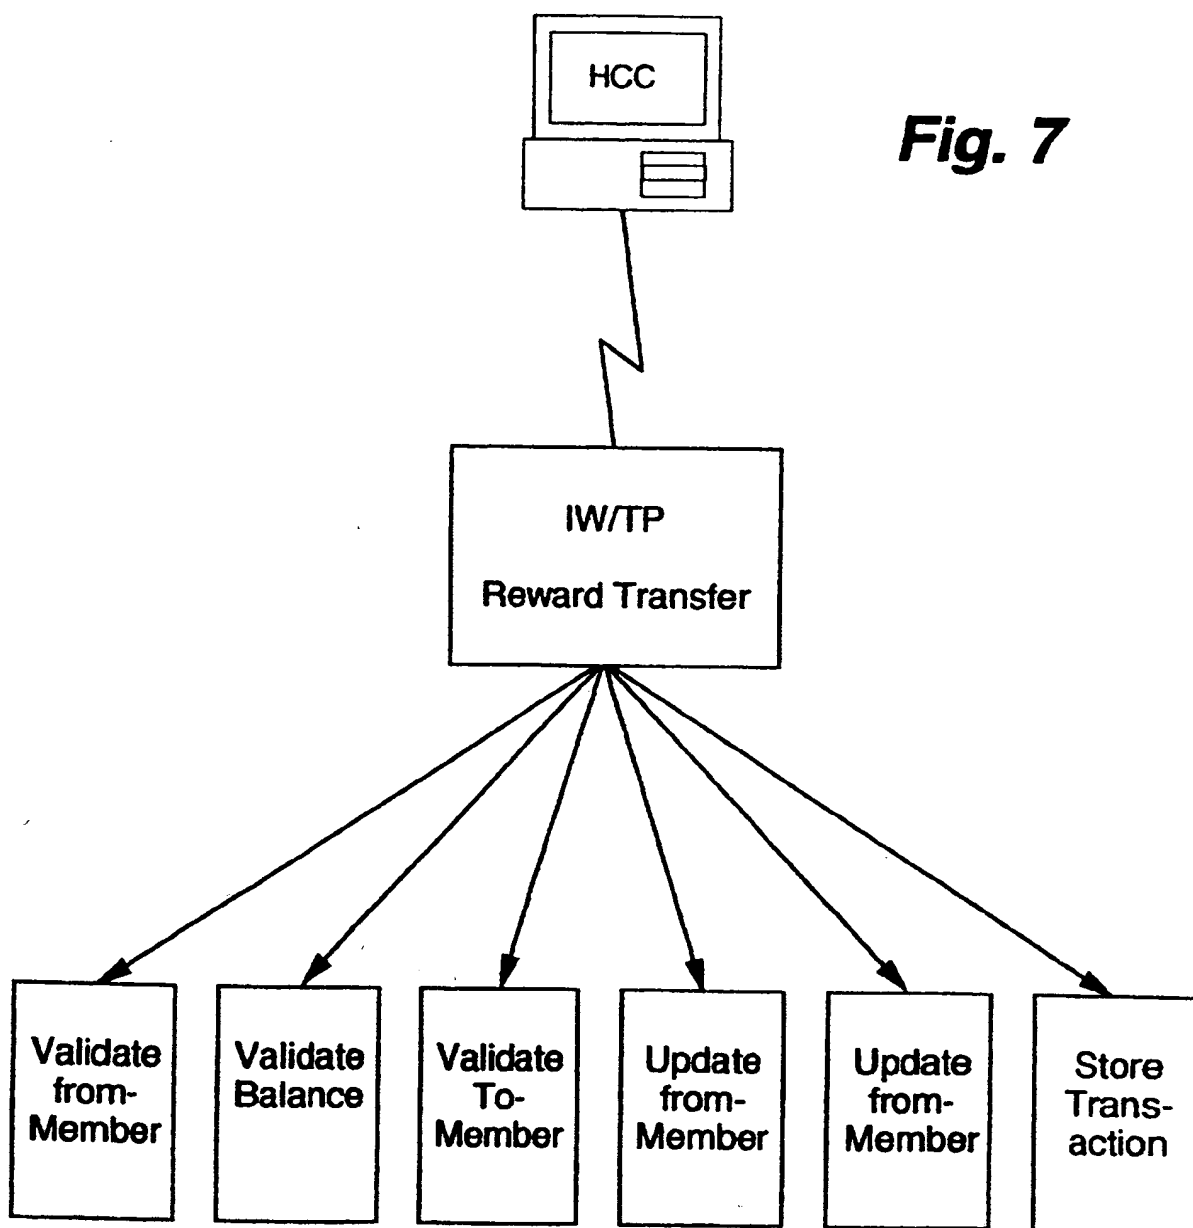 HCC
Fig. 7
IW/TP
Reward Transfer
Validate
from-
Member
Validate
Balance
Validate
To-
Member
Update
from-
Member
Update
from-
Member
Store
Trans-
action